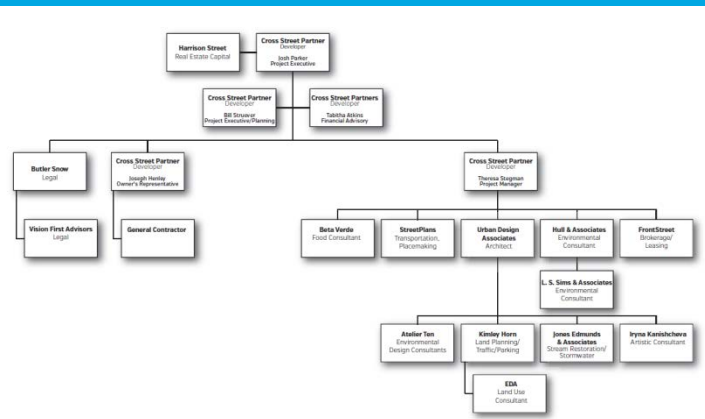 Harrison Street
Real Estate Capital
Cross Street Partner
Developer
Josh Parker
Project Executive
Cross Street Partner
Developer
Bill Struever
Project Executive/Planning
Cross Street Partners
Developer
Tabitha Atkins
Financial Advisory
Butler Snow
Legal
Cross Street Partner
Developer
Joseph Henley
Owner's Representative
Cross Street Partner
Developer
Theresa Stegman
Project Manager
Vision First Advisors
Legal
General Contractor
Beta Verde
Food Consultant
StreetPlans
Transportation,
Placemaking
Urban Design
Associates
Architect
Hull & Associates
Environmental
Consultant
FrontStreet
Brokerage/
Leasing
L. S. Sims & Associates
Environmental
Consultant
Atelier Ten
Environmental
Design Consultants
Kimley Horn
Land Planning/
Traffic/Parking
Jones Edmunds
& Associates
Stream Restoration/
Stormwater
Iryna Kanishcheva
Artistic Consultant
EDA
Land Use
Consultant